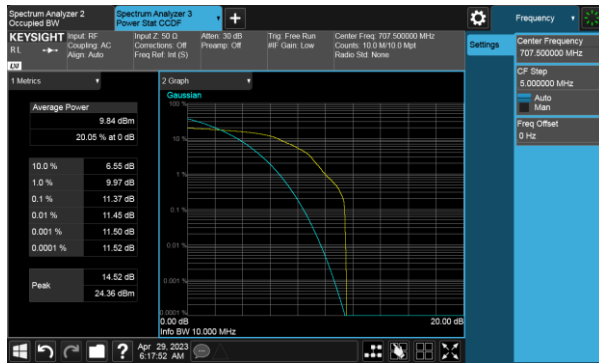 Spectrum Analyzer 2
Occupied BW
Spectrum Analyzer 3
Power Stat CCDF
Frequency
KEYSIGHT
RL
LXI
Input: RF
Coupling: AC
Align: Auto
Input Z: 50 Ω
Corrections: Off
Freq Ref: Int (S)
Atten: 30 dB
Preamp: Off
Trig: Free Run
#IF Gain: Low
Center Freq: 707.500000 MHz
Counts: 10.0 M/10.0 Mpt
Radio Std: None
Settings
Center Frequency
707.500000 MHz
CF Step
5.000000 MHz
Auto
Man
Freq Offset
0 Hz
1 Metrics
Average Power
9.84 dBm
20.05 % at 0 dB
10.0 % 6.55 dB
1.0 % 9.97 dB
0.1 % 11.37 dB
0.01 % 11.45 dB
0.001 % 11.50 dB
0.0001 % 11.52 dB
Peak
14.52 dB
24.36 dBm
2 Graph
Gaussian
100 %
10 %
1 %
0.1 %
0.01 %
0.001 %
0.0001 %
0.00 dB 20.00 dB
Info BW 10.000 MHz
?
Apr 29, 2023
6:17:52 AM